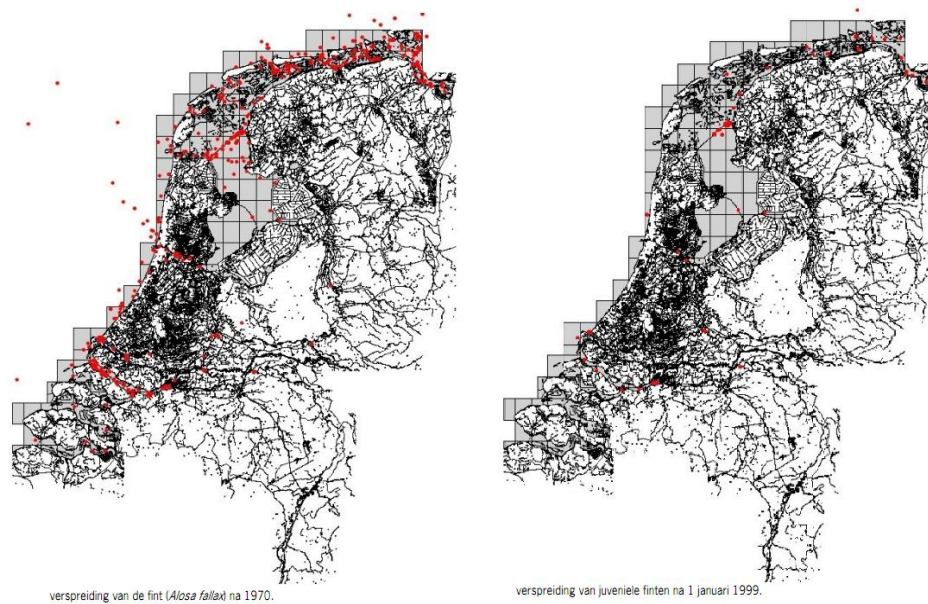 verspreiding van de fint (Alosa fallax) na 1970.
verspreiding van juveniele finten na 1 januari 1999.